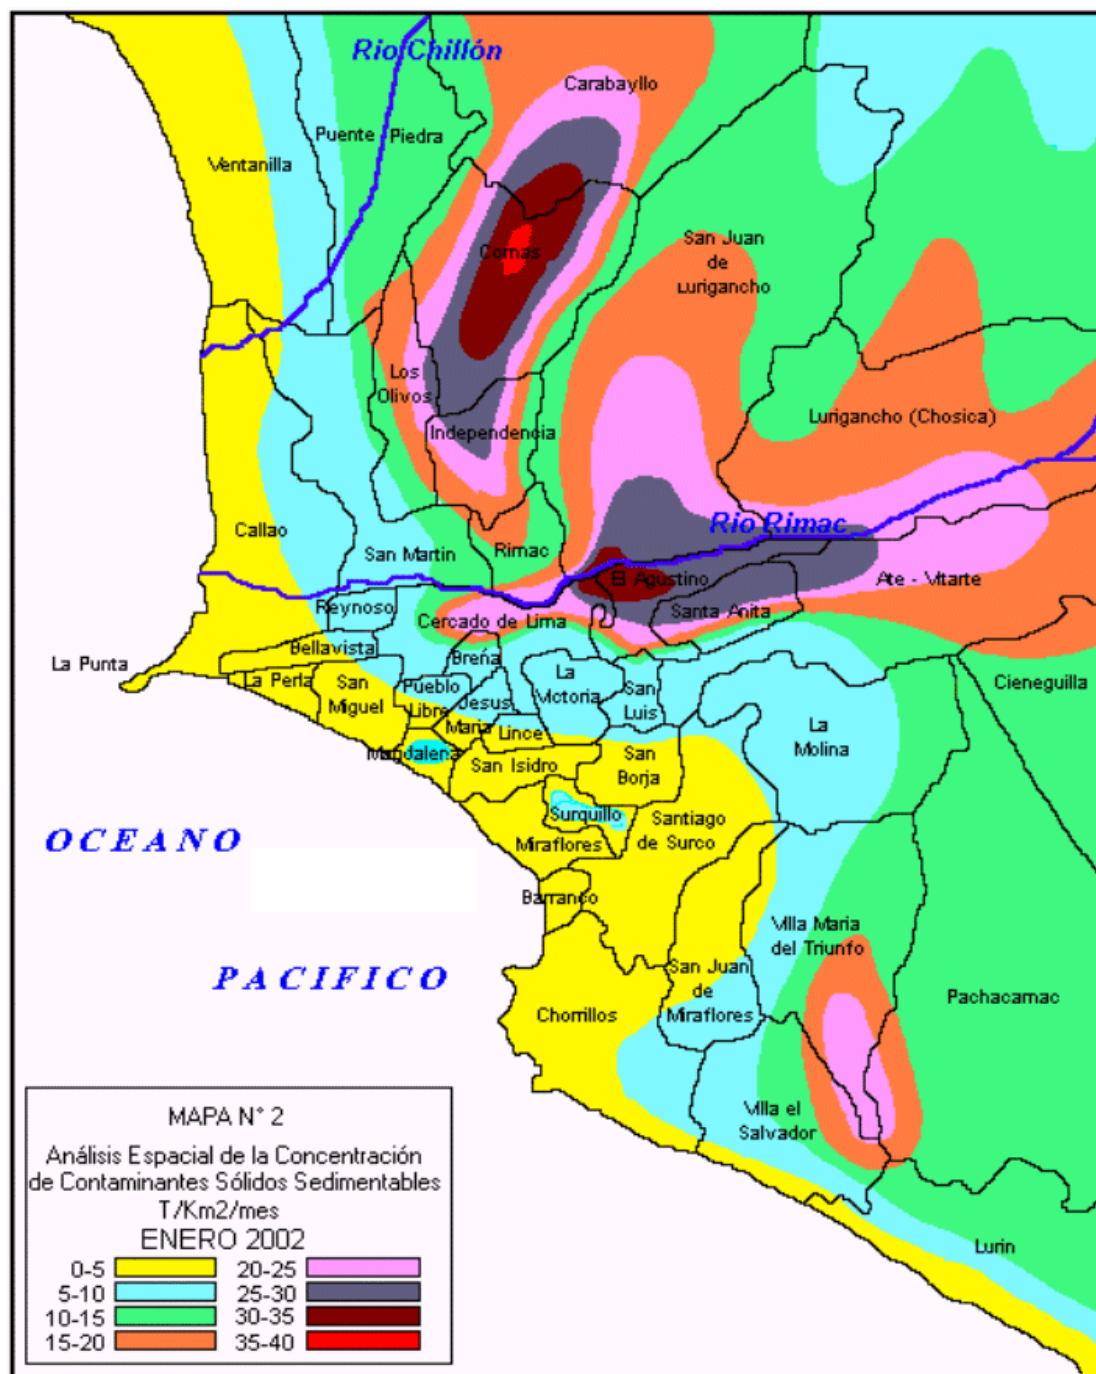 Rio Chillón
Carabayllo
Puente Piedra
Ventanilla
Comas
San Juan
de
Lurigancho
Los
Olivos
Independencia
Lurigancho (Chosica)
Callao
Rio Rimac
San Martin
Rimac
El Agustino
Ate - Vitarte
Reynoso
Santa Anita
Cercado de Lima
Bellavista
La Punta
Breña
La Perla
San
Miguel
Pueblo
Libre
Jesus
Maria
La
Victoria
San
Luis
Cieneguilla
La
Molina
Lince
Magdalena
San Isidro
San
Borja
Surquillo
Santiago
de Surco
OCEANO
Miraflores
Barranco
Villa Maria
del Triunfo
PACIFICO
San Juan
de
Miraflores
Pachacamac
Chorrillos
Villa el
Salvador
Lurin
MAPA N° 2
Análisis Espacial de la Concentración
de Contaminantes Sólidos Sedimentables
T/Km2/mes
ENERO 2002
0-5 20-25
5-10 25-30
10-15 30-35
15-20 35-40